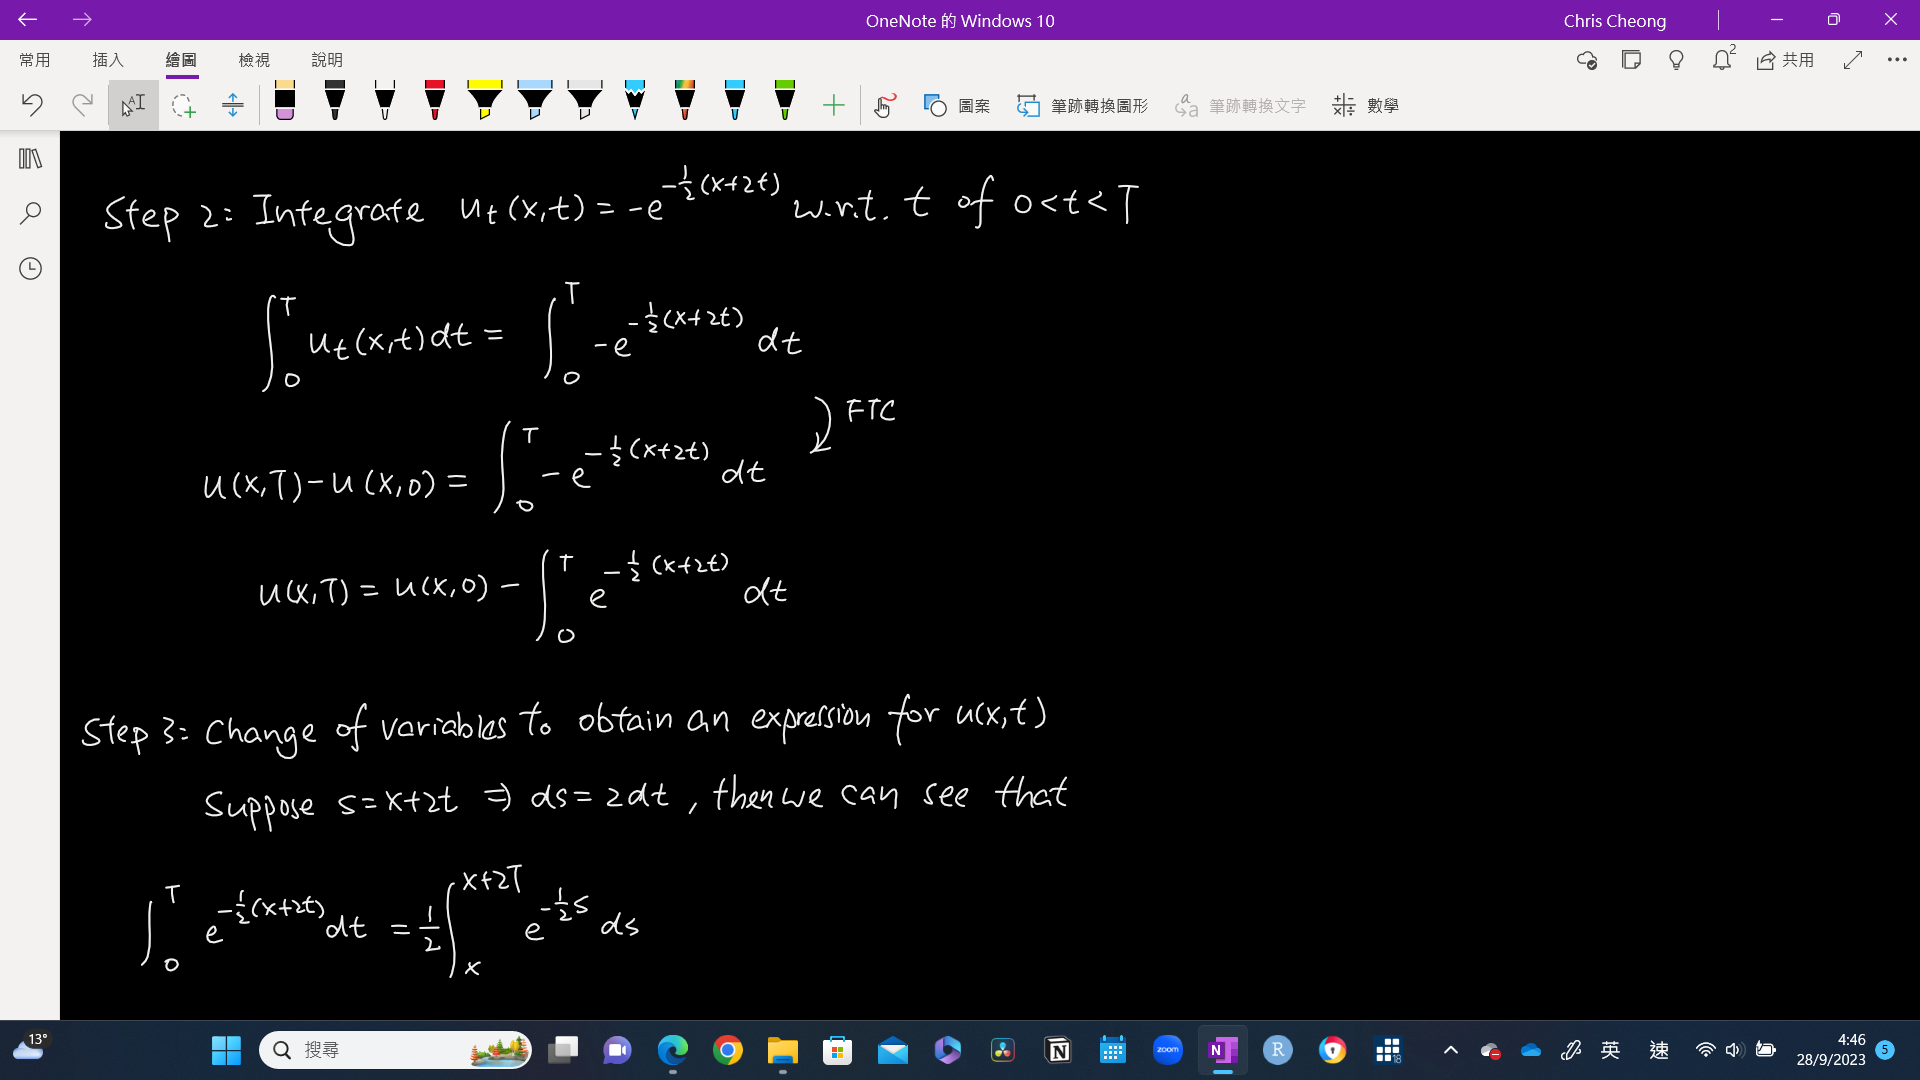 OneNote 的 Windows 10
Chris Cheong
常用 插入 繪圖 檢視 說明
2
共用
圖案 筆跡轉換圖形 筆跡轉換文字 數學
Step 2: Integrate u_t(x,t) = -e^{-\frac{1}{2}(x+2t)} w.r.t. t of 0<t<T
\int_0^T u_t(x,t)dt = \int_0^T -e^{-\frac{1}{2}(x+2t)} dt
FTC
u(x,T)-u(x,0) = \int_0^T -e^{-\frac{1}{2}(x+2t)} dt
u(x,T) = u(x,0) - \int_0^T e^{-\frac{1}{2}(x+2t)} dt
Step 3: Change of variables to obtain an expression for u(x,t)
Suppose s=x+2t ⇒ ds=2dt, then we can see that
\int_0^T e^{-\frac{1}{2}(x+2t)} dt = \frac{1}{2} \int_x^{x+2T} e^{-\frac{1}{2}s} ds
13°
搜尋
zoom
N
R
18
英 速
4:46
28/9/2023
5